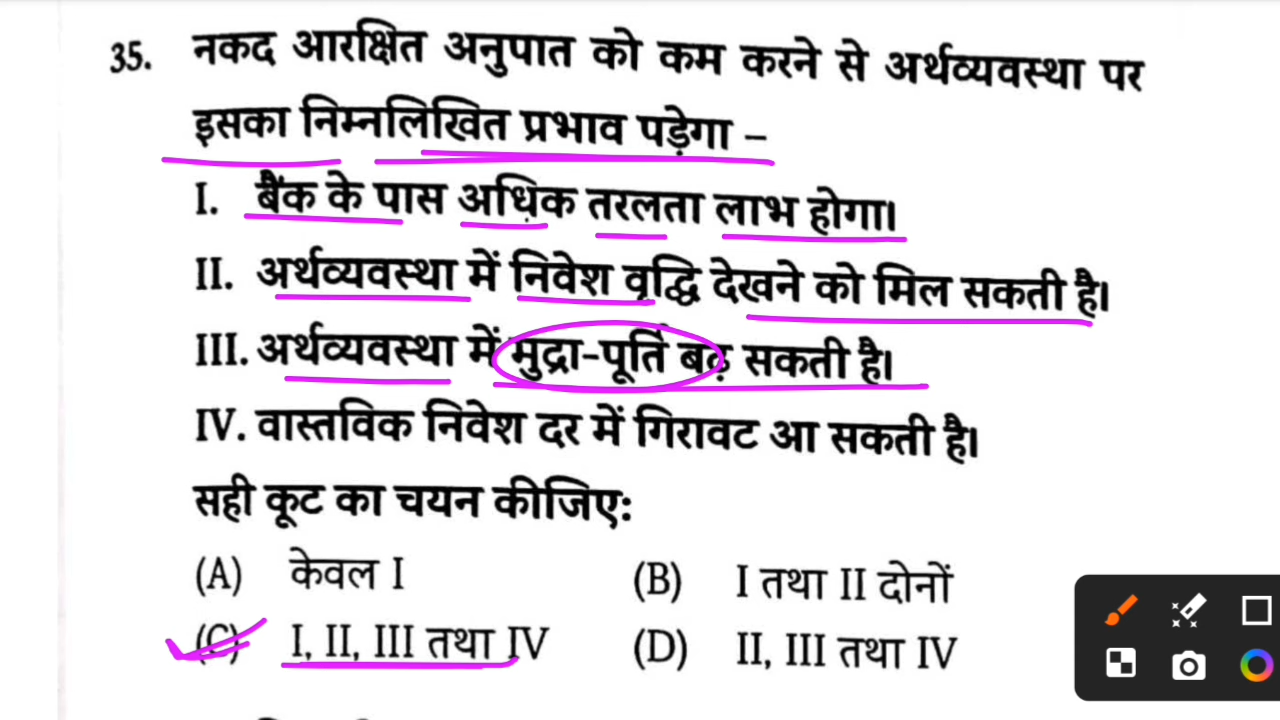 35. नकद आरक्षित अनुपात को कम करने से अर्थव्यवस्था पर
इसका निम्नलिखित प्रभाव पड़ेगा –
I. बैंक के पास अधिक तरलता लाभ होगा।
II. अर्थव्यवस्था में निवेश वृद्धि देखने को मिल सकती है।
III. अर्थव्यवस्था में मुद्रा-पूर्ति बढ़ सकती है।
IV. वास्तविक निवेश दर में गिरावट आ सकती है।
सही कूट का चयन कीजिए:
(A) केवल I (B) I तथा II दोनों
(C) I, II, III तथा IV (D) II, III तथा IV